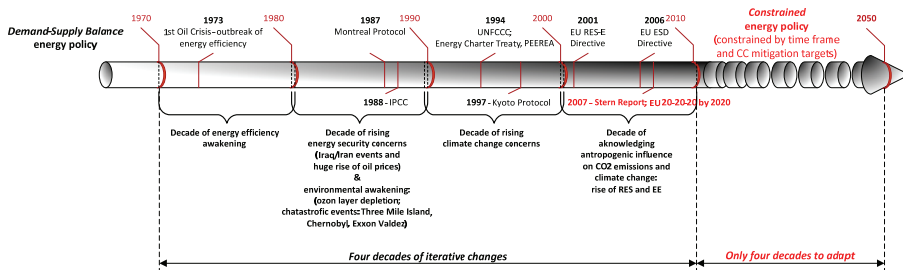 Demand-Supply Balance
energy policy
1970
1973
1st Oil Crisis–outbreak of
energy efficiency
1980
1987
Montreal Protocol
1990
1994
UNFCCC;
Energy Charter Treaty, PEEREA
2000
2001
EU RES-E
Directive
2006
EU ESD
Directive
2010
Constrained
energy policy
(constrained by time frame
and CC mitigation targets)
2050
1988 – IPCC
1997 - Kyoto Protocol
2007 – Stern Report; EU 20-20-20 by 2020
Decade of energy efficiency
awakening
Decade of rising
energy security concerns
(Iraq/Iran events and
huge rise of oil prices)
&
environmental awakening:
(ozon layer depletion;
chatastrofic events: Three Mile Island,
Chernobyl, Exxon Valdez)
Decade of rising
climate change concerns
Decade of
aknowledging
antropogenic influence
on CO2 emissions and
climate change:
rise of RES and EE
Four decades of iterative changes
Only four decades to adapt